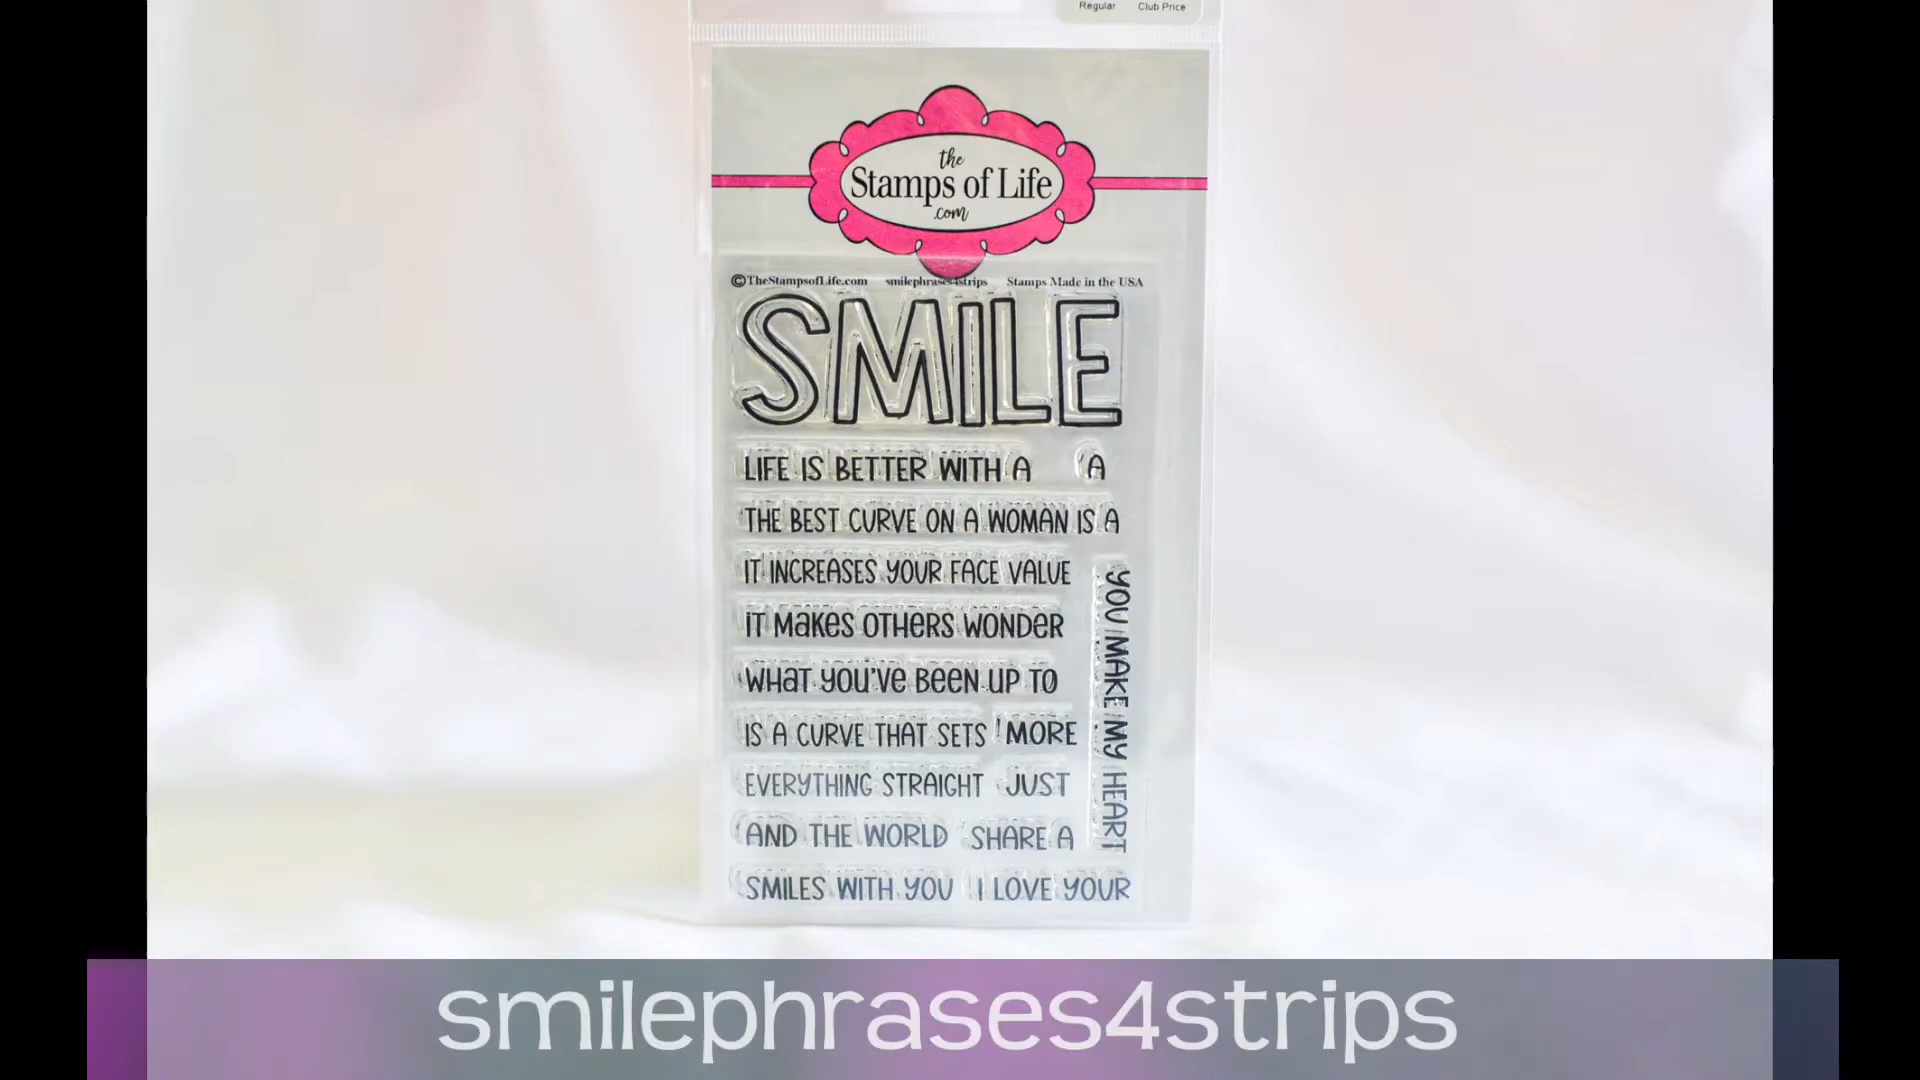 Regular Club Price
the
Stamps of Life
.com
©TheStampsofLife.com smilephrases4strips Stamps Made in the USA
SMILE
LIFE IS BETTER WITH A A
THE BEST CURVE ON A WOMAN IS A
IT INCREASES YOUR FACE VALUE
IT MAKES OTHERS WONDER
WHAT YOU'VE BEEN UP TO
IS A CURVE THAT SETS MORE
EVERYTHING STRAIGHT JUST
AND THE WORLD SHARE A
SMILES WITH YOU I LOVE YOUR
YOU MAKE MY HEART
smilephrases4strips